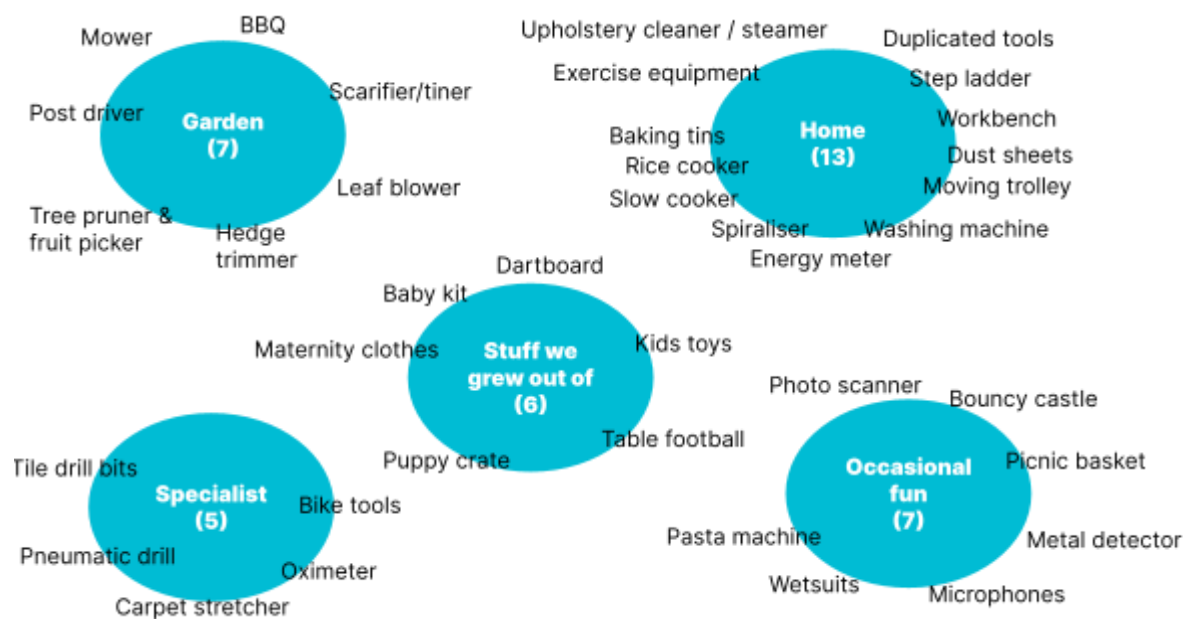 BBQ
Mower
Scarifier/tiner
Post driver
Garden
(7)
Leaf blower
Tree pruner &
fruit picker
Hedge
trimmer
Upholstery cleaner / steamer
Duplicated tools
Exercise equipment
Step ladder
Workbench
Home
(13)
Baking tins
Dust sheets
Rice cooker
Moving trolley
Slow cooker
Spiraliser
Washing machine
Energy meter
Dartboard
Baby kit
Kids toys
Maternity clothes
Stuff we
grew out of
(6)
Table football
Puppy crate
Tile drill bits
Specialist
(5)
Bike tools
Pneumatic drill
Oximeter
Carpet stretcher
Photo scanner
Bouncy castle
Picnic basket
Occasional
fun
(7)
Pasta machine
Metal detector
Wetsuits
Microphones